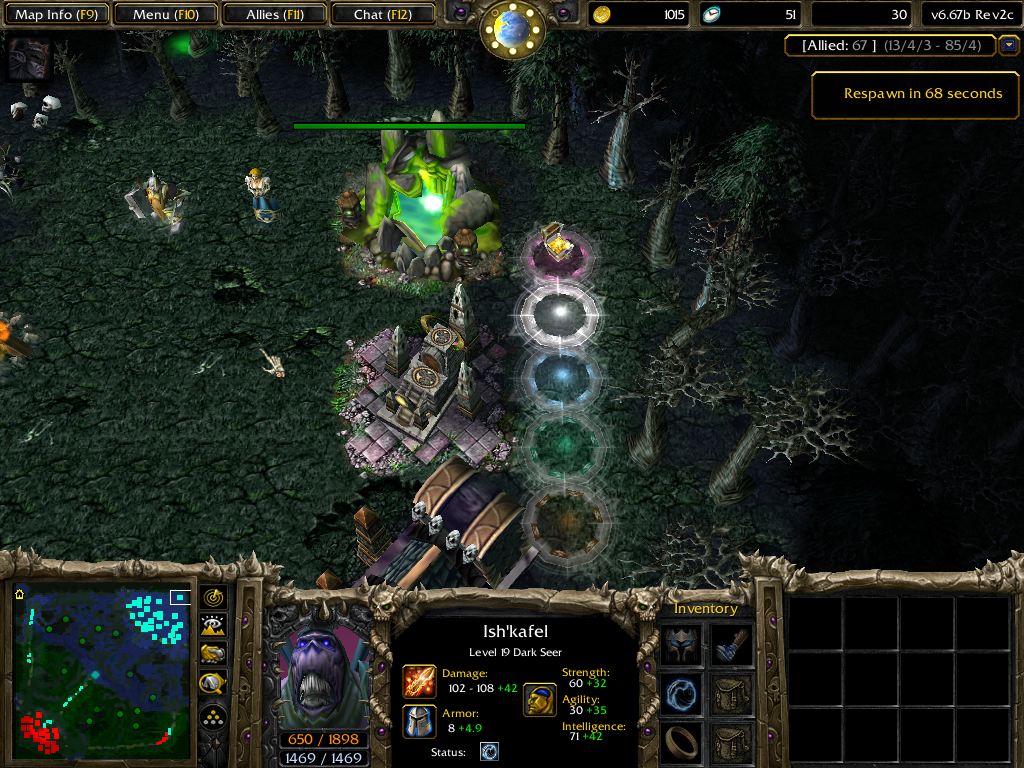 Map Info (F9) Menu (F10) Allies (F11) Chat (F12) 1015 51 30 v6.67b Rev2c
[Allied: 67 ] (13/4/3 - 85/4)
Respawn in 68 seconds
Ish'kafel
Level 19 Dark Seer
Damage:
102 - 108 +42
Armor:
8 +4.9
Status:
Strength:
60 +32
Agility:
30 +35
Intelligence:
71 +42
650 / 1898
1469 / 1469
Inventory